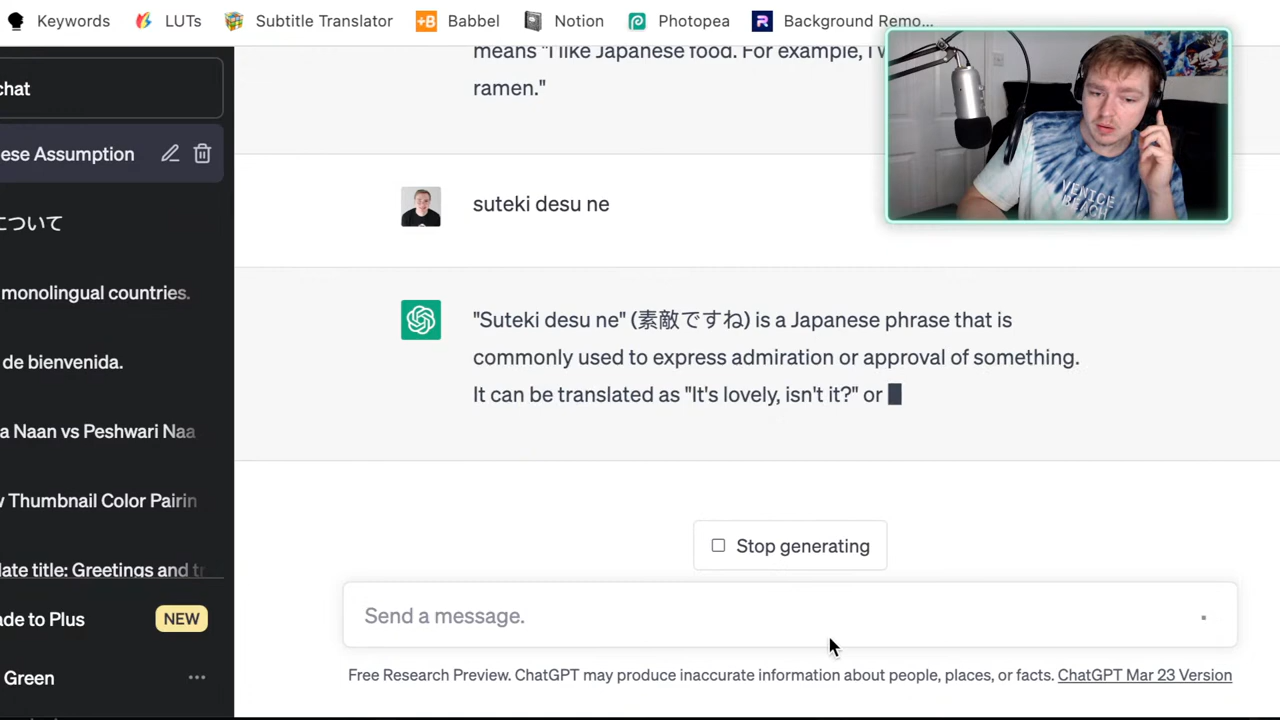 Keywords LUTs Subtitle Translator +B Babbel Notion Photopea R Background Remo...
means "I like Japanese food. For example, I
ramen."
chat
ese Assumption
suteki desu ne
について
monolingual countries.
"Suteki desu ne" (素敵ですね) is a Japanese phrase that is
commonly used to express admiration or approval of something.
It can be translated as "It's lovely, isn't it?" or
de bienvenida.
a Naan vs Peshwari Naa
Thumbnail Color Pairin
Stop generating
late title: Greetings and tr
ade to Plus NEW
Send a message.
Green
Free Research Preview. ChatGPT may produce inaccurate information about people, places, or facts. ChatGPT Mar 23 Version
VENICE
BEACH